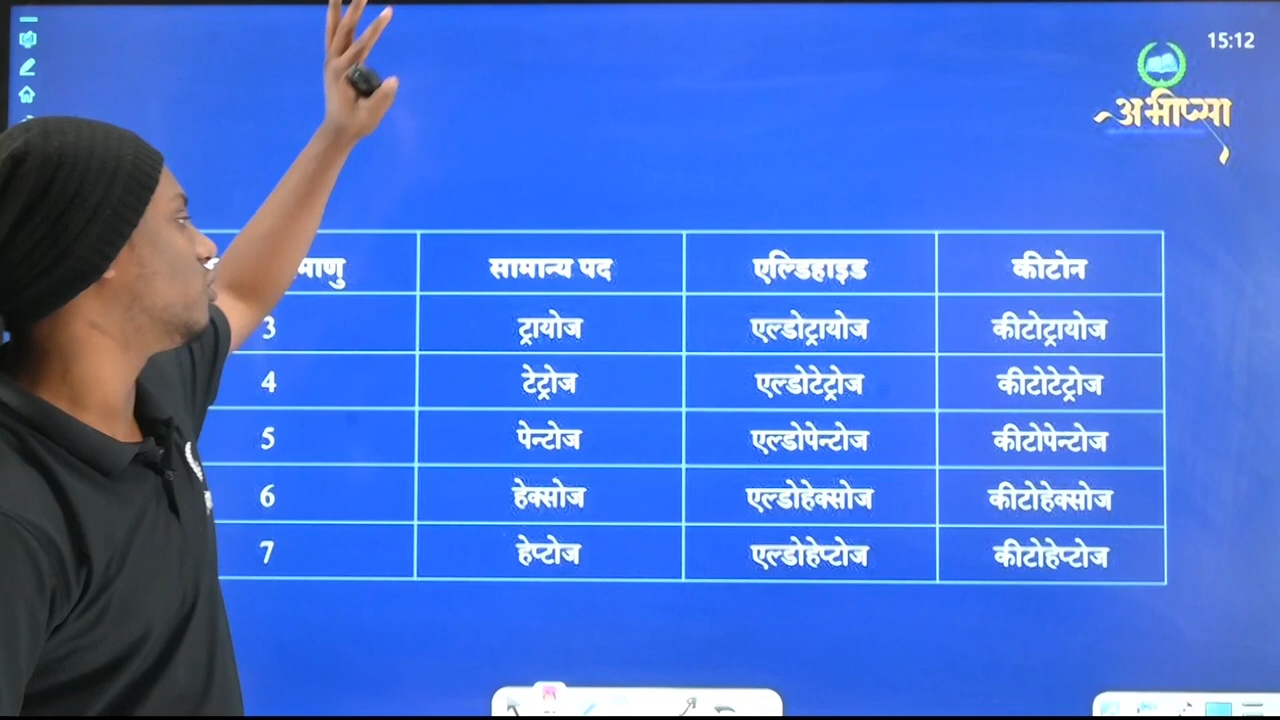 15:12
अभीप्सा
माणु सामान्य पद एल्डिहाइड कीटोन
3 ट्रायोज एल्डोट्रायोज कीटोट्रायोज
4 टेट्रोज एल्डोटेट्रोज कीटोटेट्रोज
5 पेन्टोज एल्डोपेन्टोज कीटोपेन्टोज
6 हेक्सोज एल्डोहेक्सोज कीटोहेक्सोज
7 हेप्टोज एल्डोहेप्टोज कीटोहेप्टोज